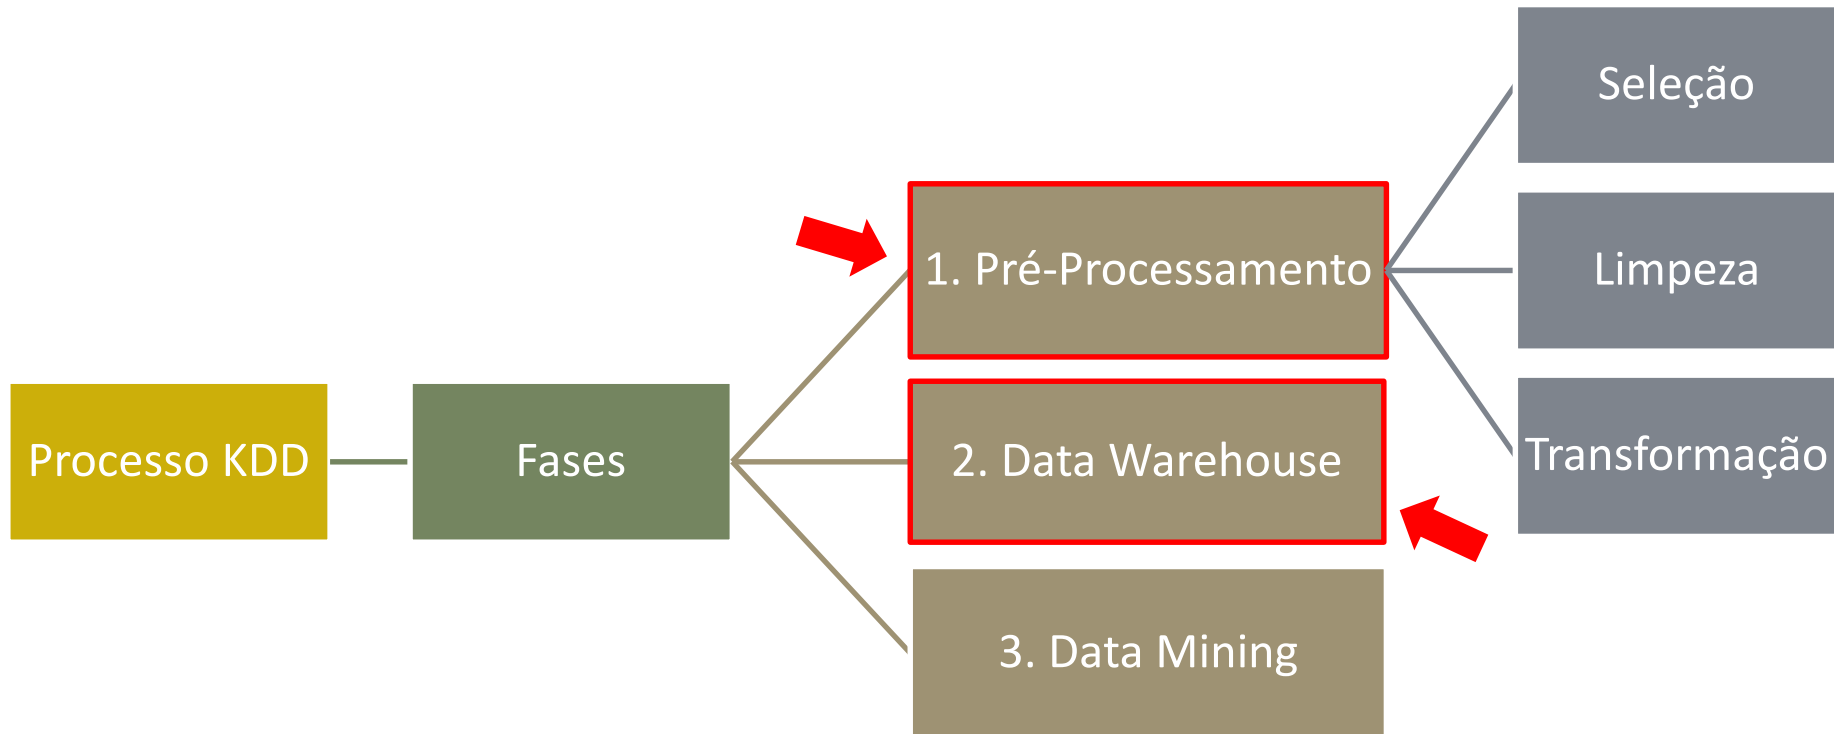 Processo KDD
Fases
1. Pré-Processamento
2. Data Warehouse
3. Data Mining
Seleção
Limpeza
Transformação